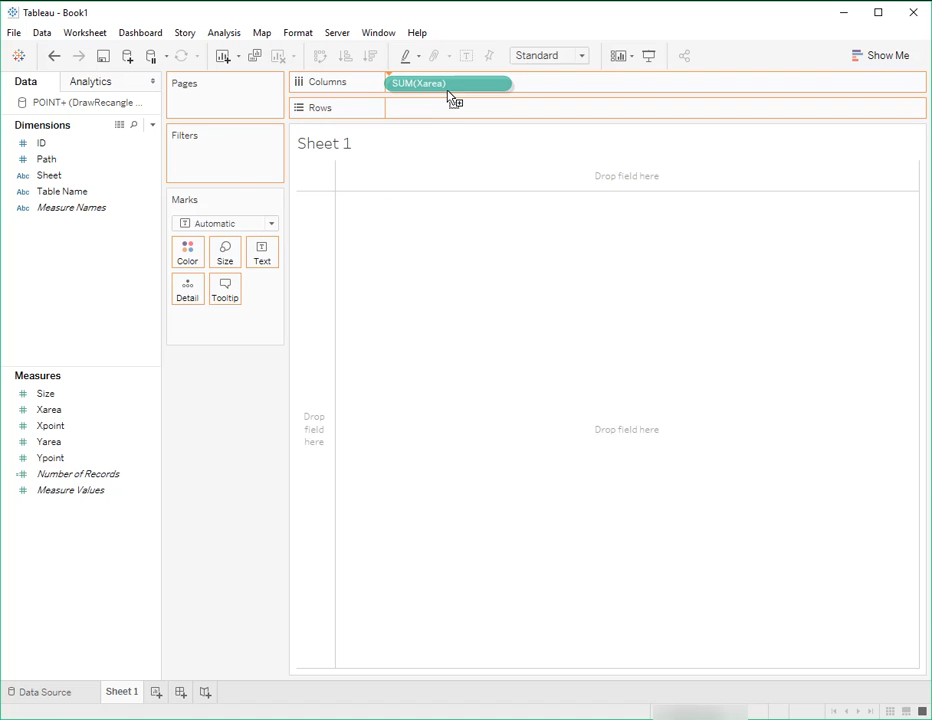 Tableau - Book1
File Data Worksheet Dashboard Story Analysis Map Format Server Window Help
Standard
Show Me
Data Analytics
POINT+ (DrawRecangle ...
Dimensions
ID
Path
Abc Sheet
Abc Table Name
Abc Measure Names
Measures
Size
Xarea
Xpoint
Yarea
Ypoint
Number of Records
Measure Values
Pages
Filters
Marks
Automatic
Color Size Text
Detail Tooltip
Columns SUM(Xarea)
Rows
Sheet 1
Drop field here
Drop
field
here
Drop field here
Data Source Sheet 1